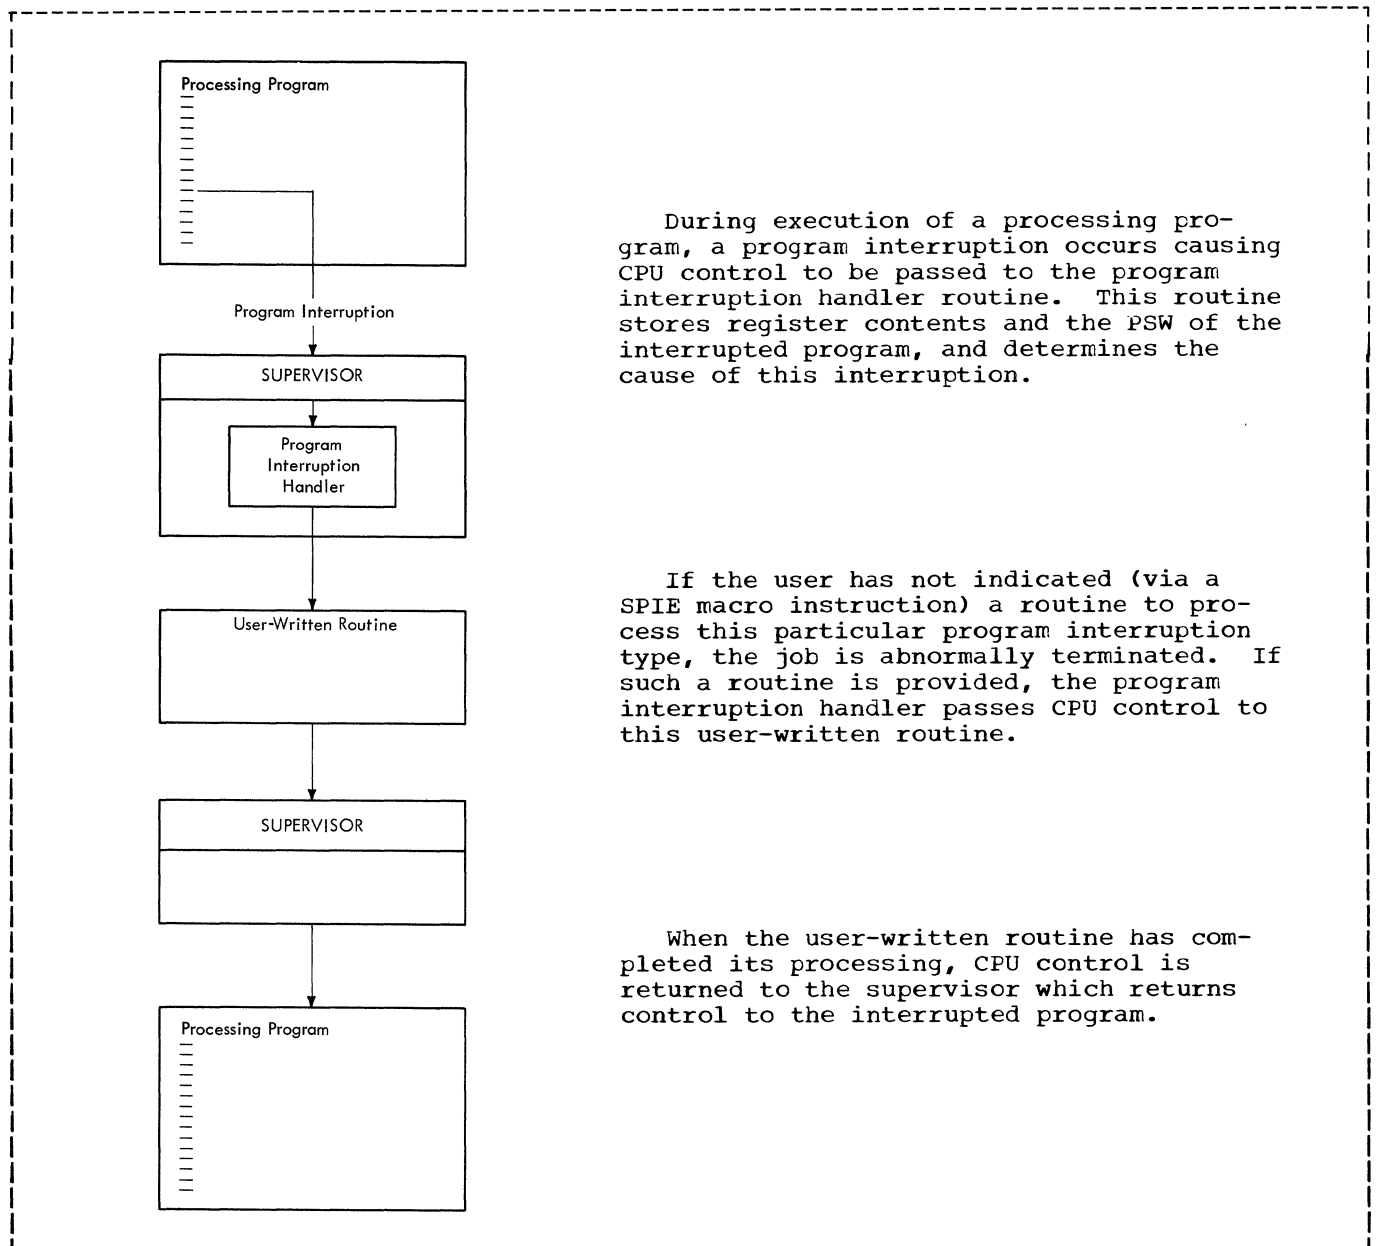 Processing Program
Program Interruption
SUPERVISOR
Program
Interruption
Handler
User-Written Routine
SUPERVISOR
Processing Program
During execution of a processing pro-
gram, a program interruption occurs causing
CPU control to be passed to the program
interruption handler routine. This routine
stores register contents and the PSW of the
interrupted program, and determines the
cause of this interruption.
If the user has not indicated (via a
SPIE macro instruction) a routine to pro-
cess this particular program interruption
type, the job is abnormally terminated. If
such a routine is provided, the program
interruption handler passes CPU control to
this user-written routine.
When the user-written routine has com-
pleted its processing, CPU control is
returned to the supervisor which returns
control to the interrupted program.